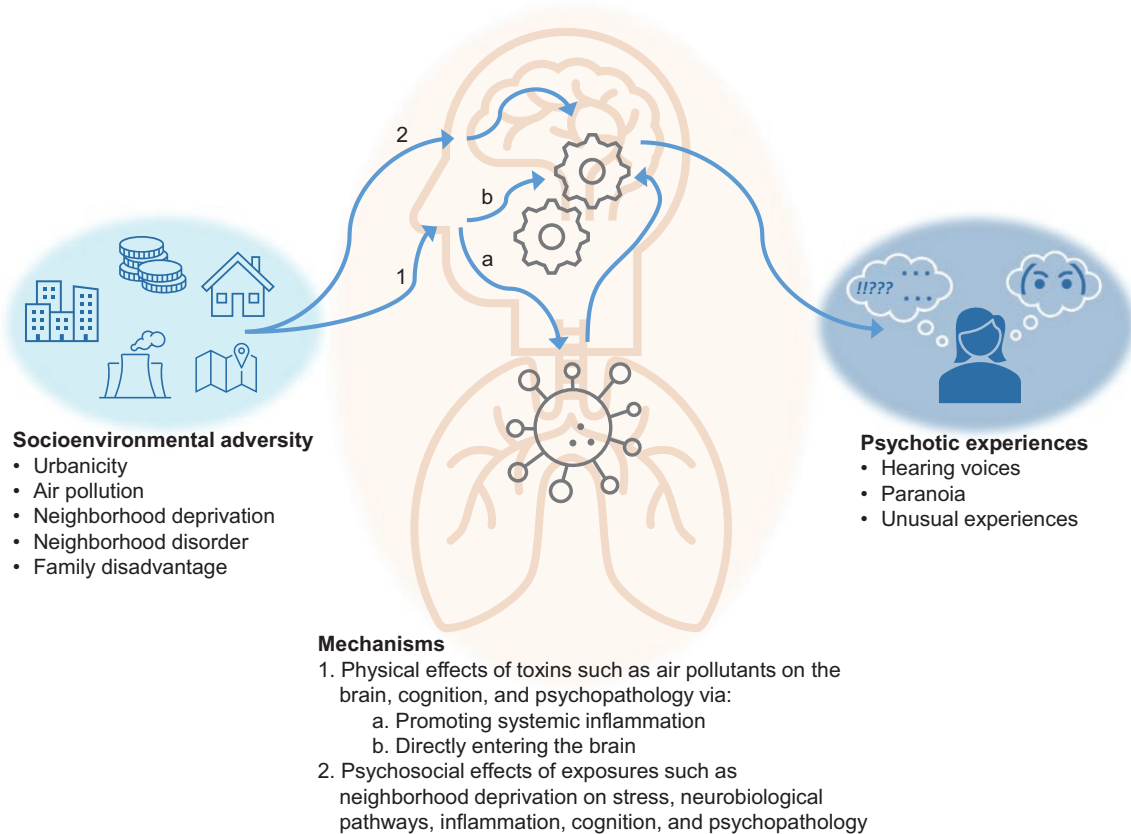 2
b
a
1
!!???
Socioenvironmental adversity
• Urbanicity
• Air pollution
• Neighborhood deprivation
• Neighborhood disorder
• Family disadvantage
Psychotic experiences
• Hearing voices
• Paranoia
• Unusual experiences
Mechanisms
1. Physical effects of toxins such as air pollutants on the
brain, cognition, and psychopathology via:
a. Promoting systemic inflammation
b. Directly entering the brain
2. Psychosocial effects of exposures such as
neighborhood deprivation on stress, neurobiological
pathways, inflammation, cognition, and psychopathology